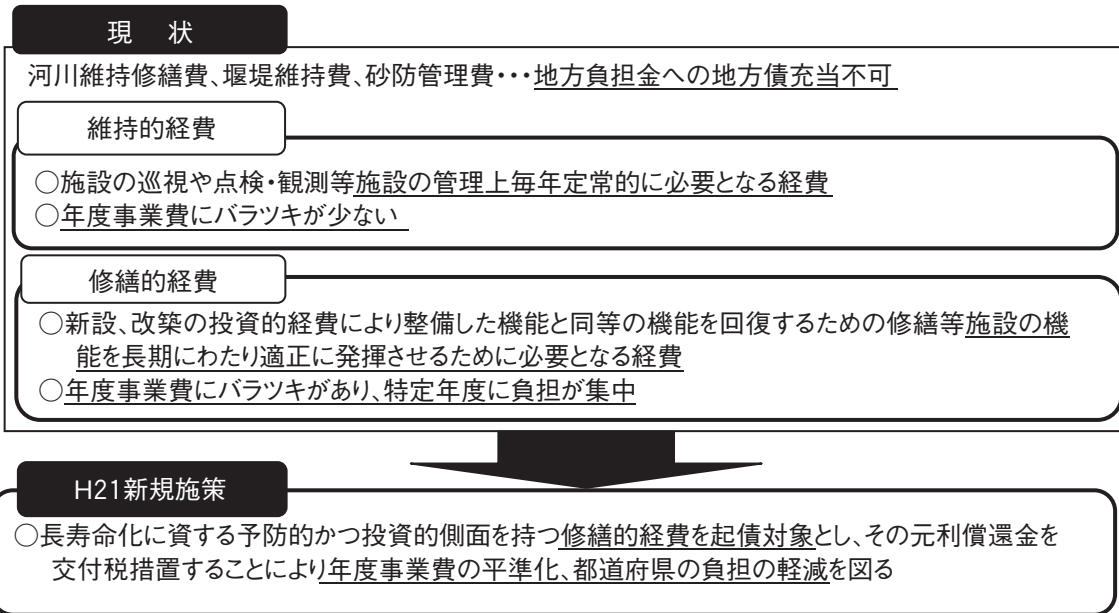 現 状
河川維持修繕費、堰堤維持費、砂防管理費･･･地方負担金への地方債充当不可
維持的経費
○施設の巡視や点検・観測等施設の管理上毎年定常的に必要となる経費
○年度事業費にバラツキが少ない
修繕的経費
○新設、改築の投資的経費により整備した機能と同等の機能を回復するための修繕等施設の機
能を長期にわたり適正に発揮させるために必要となる経費
○年度事業費にバラツキがあり、特定年度に負担が集中
H21新規施策
○長寿命化に資する予防的かつ投資的側面を持つ修繕的経費を起債対象とし、その元利償還金を
交付税措置することにより年度事業費の平準化、都道府県の負担の軽減を図る